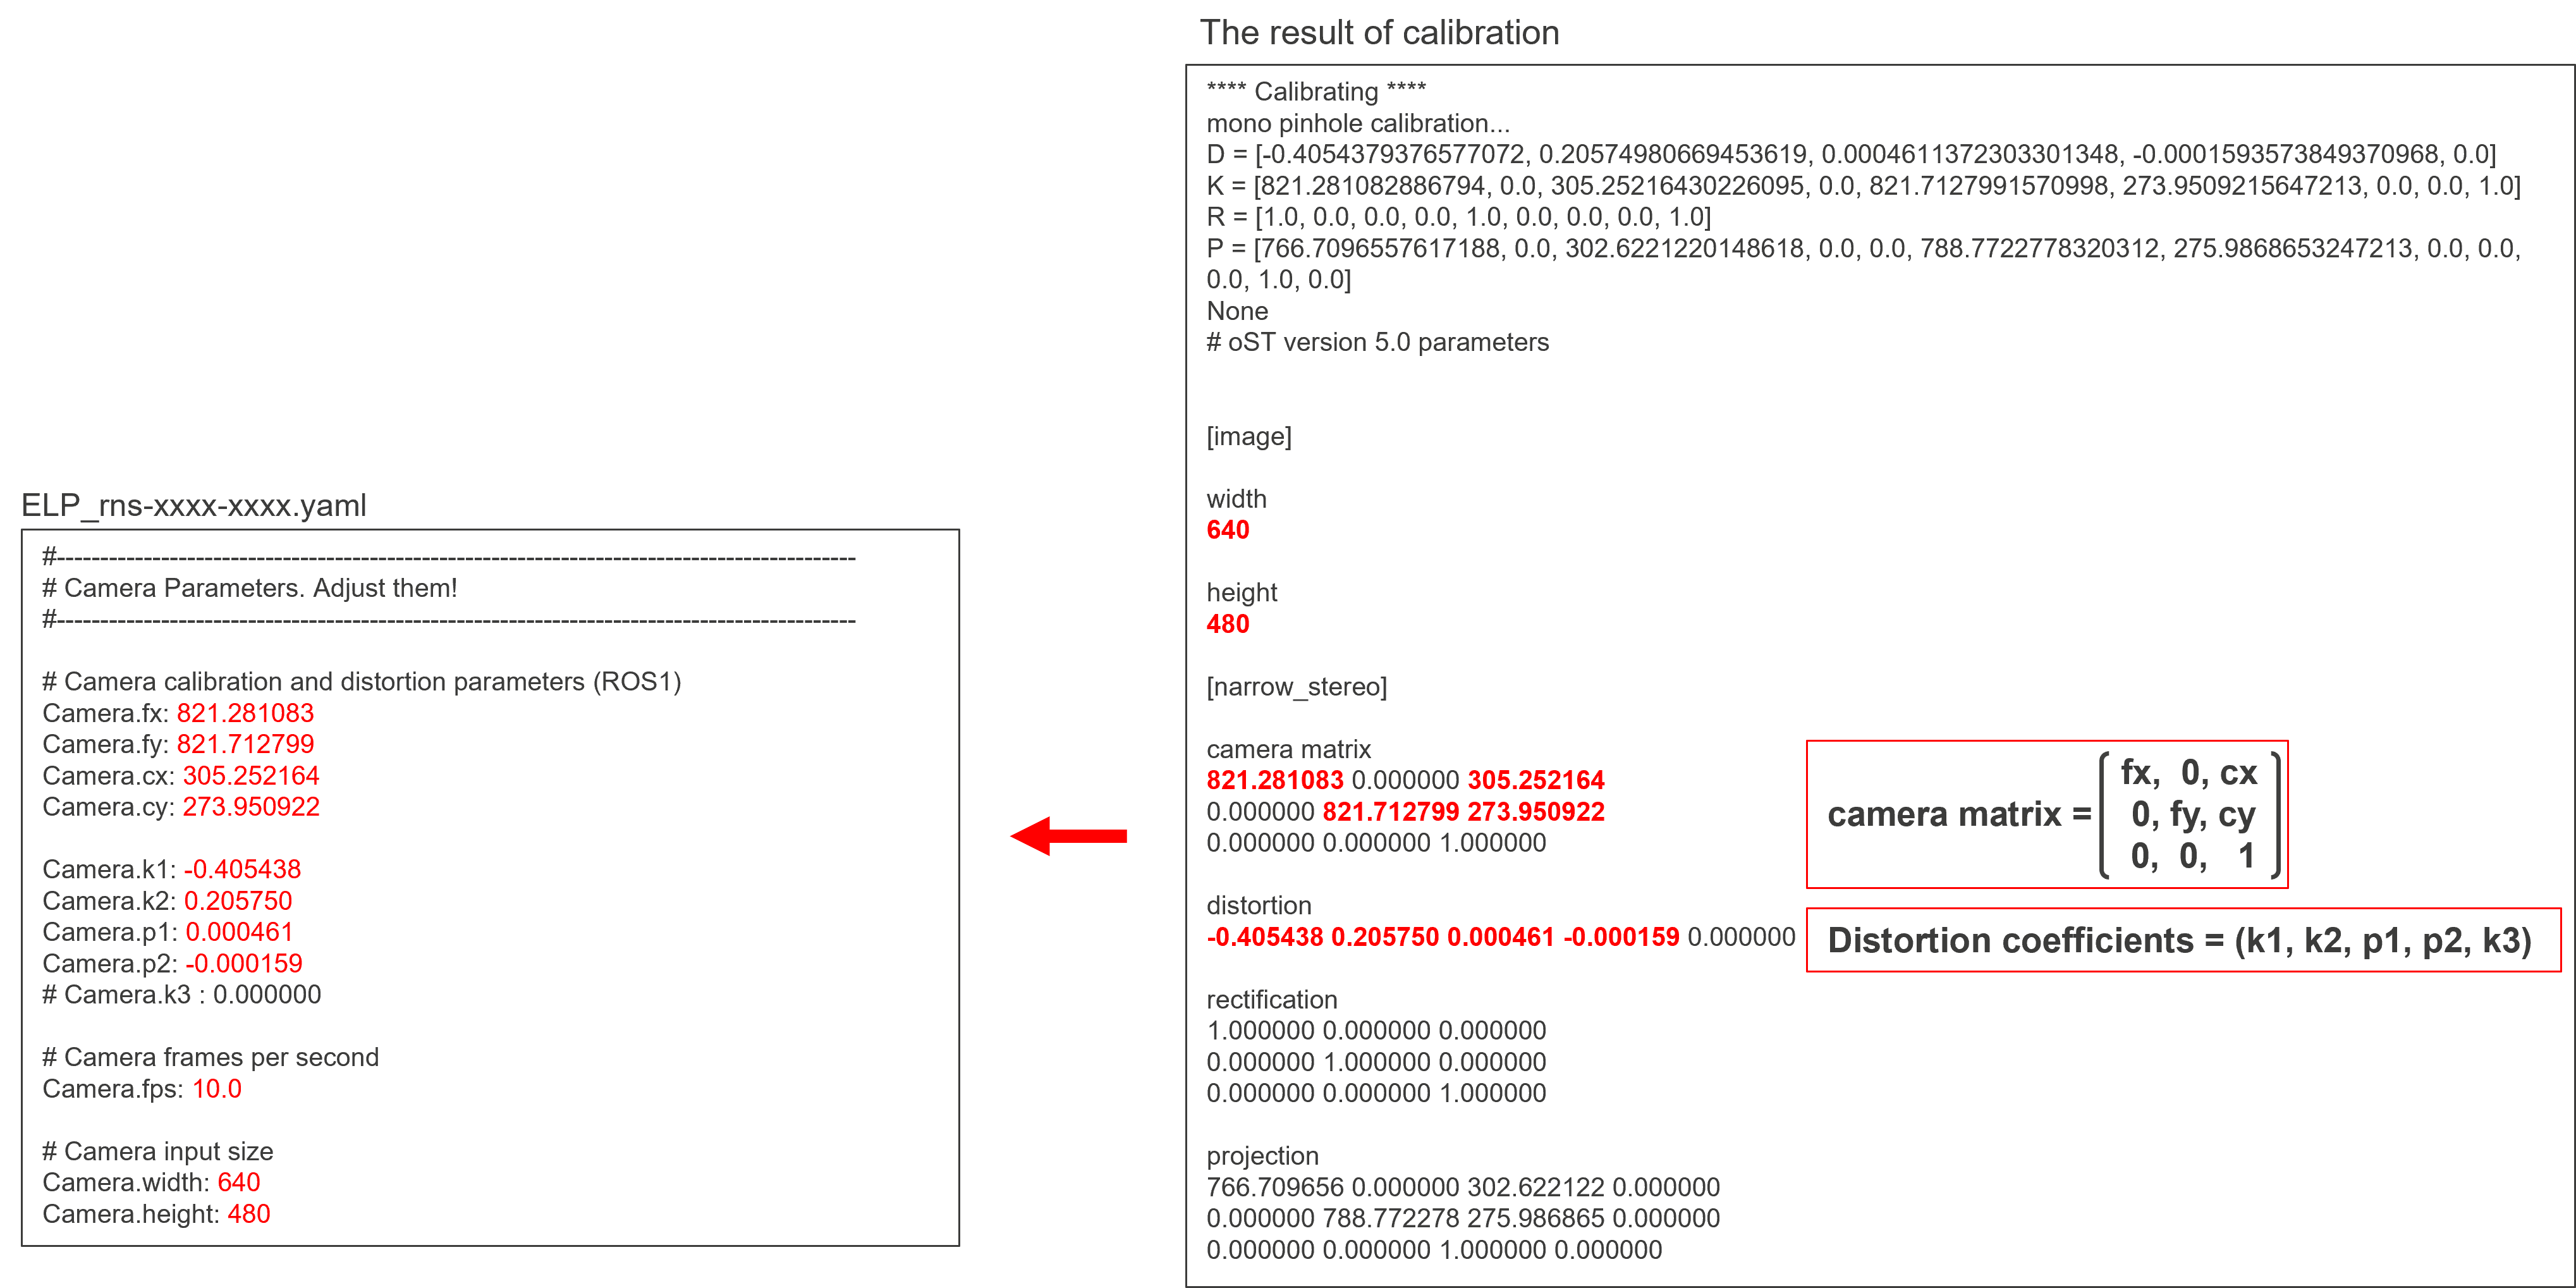 The result of calibration
**** Calibrating ****
mono pinhole calibration...
D = [-0.4054379376577072, 0.20574980669453619, 0.0004611372303301348, -0.0001593573849370968, 0.0]
K = [821.281082886794, 0.0, 305.25216430226095, 0.0, 821.7127991570998, 273.9509215647213, 0.0, 0.0, 1.0]
R = [1.0, 0.0, 0.0, 0.0, 1.0, 0.0, 0.0, 0.0, 1.0]
P = [766.7096557617188, 0.0, 302.6221220148618, 0.0, 0.0, 788.7722778320312, 275.9868653247213, 0.0, 0.0,
0.0, 1.0, 0.0]
None
# oST version 5.0 parameters
[image]
width
640
height
480
[narrow_stereo]
camera matrix
821.281083 0.000000 305.252164
0.000000 821.712799 273.950922
0.000000 0.000000 1.000000
camera matrix =
fx, 0, cx
0, fy, cy
0, 0, 1
distortion
-0.405438 0.205750 0.000461 -0.000159 0.000000
Distortion coefficients = (k1, k2, p1, p2, k3)
rectification
1.000000 0.000000 0.000000
0.000000 1.000000 0.000000
0.000000 0.000000 1.000000
projection
766.709656 0.000000 302.622122 0.000000
0.000000 788.772278 275.986865 0.000000
0.000000 0.000000 1.000000 0.000000
ELP_rns-xxxx-xxxx.yaml
#--------------------------------------------------------------------------------------------
# Camera Parameters. Adjust them!
#--------------------------------------------------------------------------------------------
# Camera calibration and distortion parameters (ROS1)
Camera.fx: 821.281083
Camera.fy: 821.712799
Camera.cx: 305.252164
Camera.cy: 273.950922
Camera.k1: -0.405438
Camera.k2: 0.205750
Camera.p1: 0.000461
Camera.p2: -0.000159
# Camera.k3 : 0.000000
# Camera frames per second
Camera.fps: 10.0
# Camera input size
Camera.width: 640
Camera.height: 480